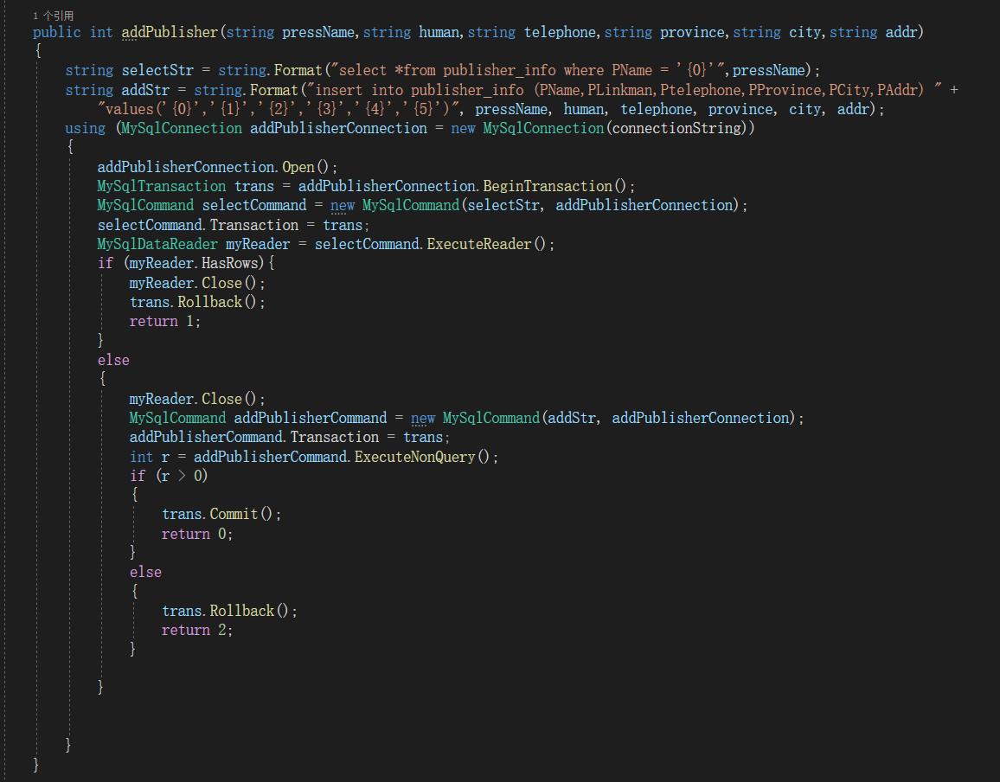 1 个引用
public int addPublisher(string pressName,string human,string telephone,string province,string city,string addr)
{
string selectStr = string.Format("select *from publisher_info where PName = '{0}'",pressName);
string addStr = string.Format("insert into publisher_info (PName,PLinkman,Ptelephone,PProvince,PCity,PAddr) " +
"values('{0}','{1}','{2}','{3}','{4}','{5}')", pressName, human, telephone, province, city, addr);
using (MySqlConnection addPublisherConnection = new MySqlConnection(connectionString))
{
addPublisherConnection.Open();
MySqlTransaction trans = addPublisherConnection.BeginTransaction();
MySqlCommand selectCommand = new MySqlCommand(selectStr, addPublisherConnection);
selectCommand.Transaction = trans;
MySqlDataReader myReader = selectCommand.ExecuteReader();
if (myReader.HasRows){
myReader.Close();
trans.Rollback();
return 1;
}
else
{
myReader.Close();
MySqlCommand addPublisherCommand = new MySqlCommand(addStr, addPublisherConnection);
addPublisherCommand.Transaction = trans;
int r = addPublisherCommand.ExecuteNonQuery();
if (r > 0)
{
trans.Commit();
return 0;
}
else
{
trans.Rollback();
return 2;
}
}
}
}